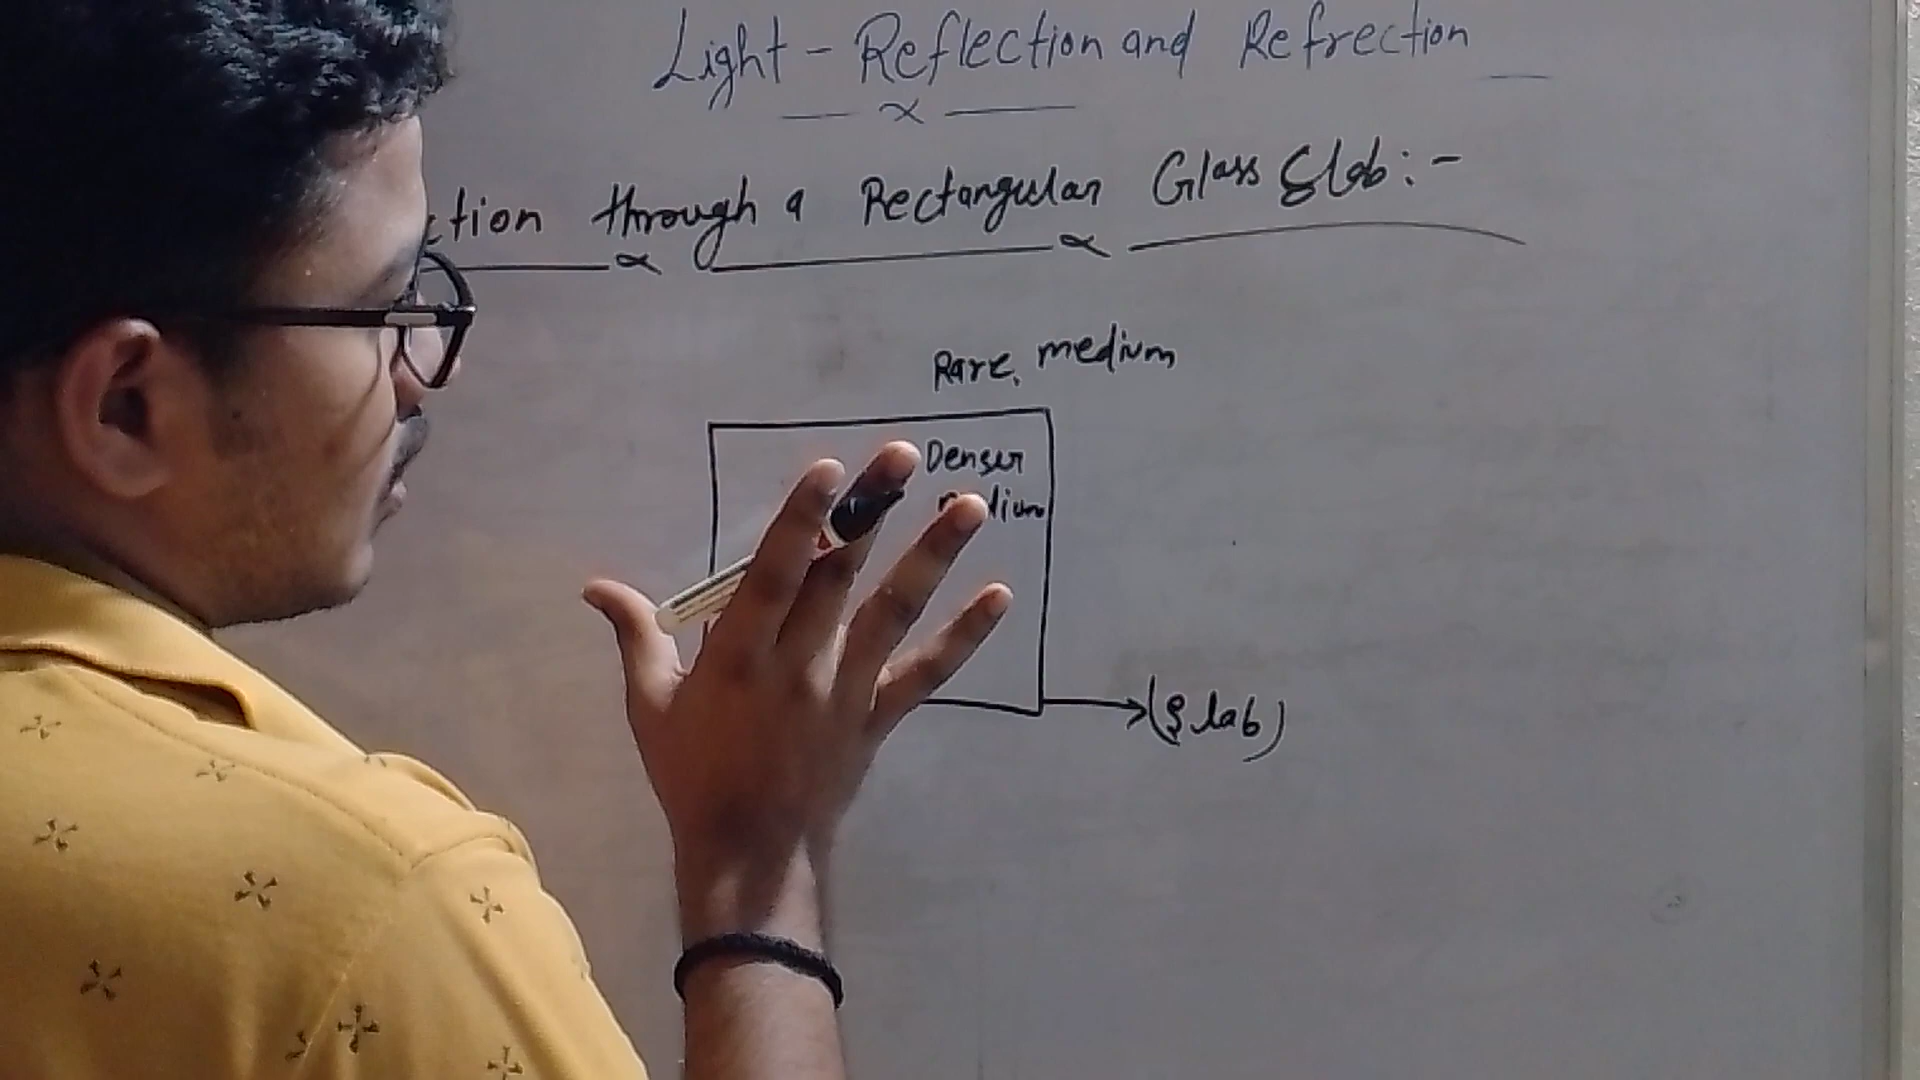 Light - Reflection and Refrection
ction through a Rectangular Glass Slab:-
Rare medium
Denser
medium
(Slab)